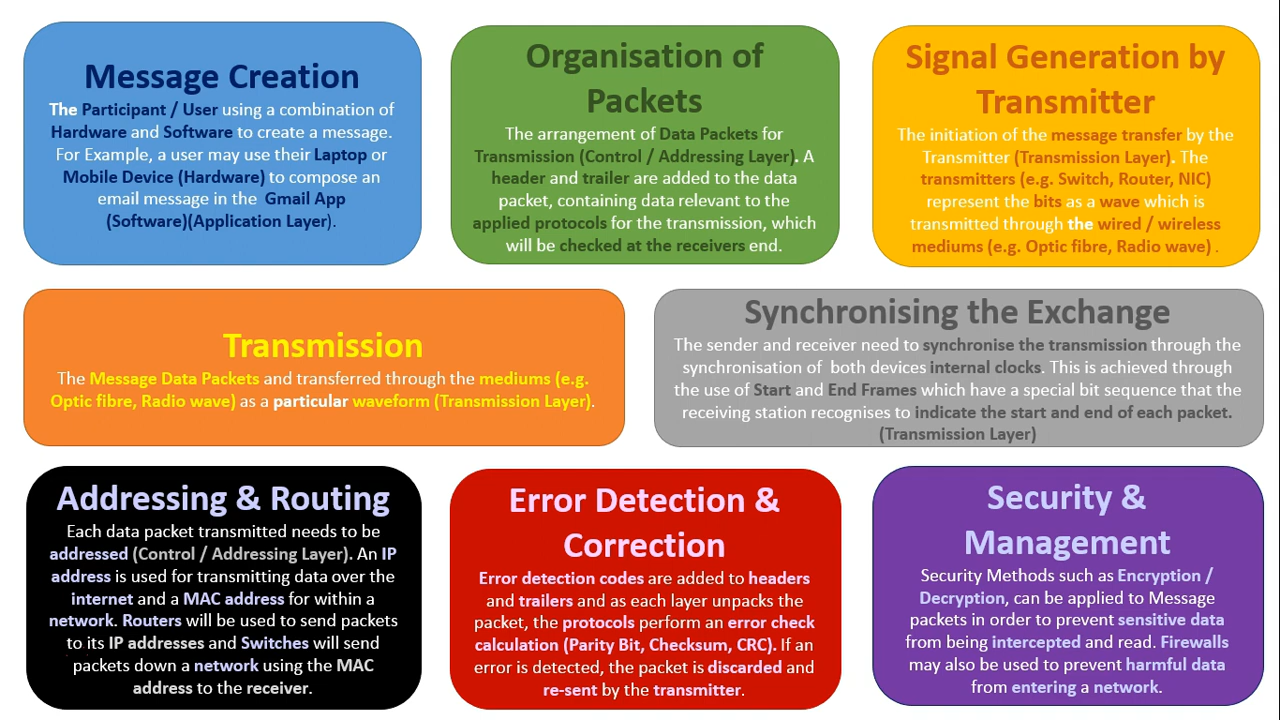 Message Creation
The Participant / User using a combination of
Hardware and Software to create a message.
For Example, a user may use their Laptop or
Mobile Device (Hardware) to compose an
email message in the Gmail App
(Software)(Application Layer).
Organisation of
Packets
The arrangement of Data Packets for
Transmission (Control / Addressing Layer). A
header and trailer are added to the data
packet, containing data relevant to the
applied protocols for the transmission, which
will be checked at the receivers end.
Signal Generation by
Transmitter
The initiation of the message transfer by the
Transmitter (Transmission Layer). The
transmitters (e.g. Switch, Router, NIC)
represent the bits as a wave which is
transmitted through the wired / wireless
mediums (e.g. Optic fibre, Radio wave) .
Transmission
The Message Data Packets and transferred through the mediums (e.g.
Optic fibre, Radio wave) as a particular waveform (Transmission Layer).
Synchronising the Exchange
The sender and receiver need to synchronise the transmission through the
synchronisation of both devices internal clocks. This is achieved through
the use of Start and End Frames which have a special bit sequence that the
receiving station recognises to indicate the start and end of each packet.
(Transmission Layer)
Addressing & Routing
Each data packet transmitted needs to be
addressed (Control / Addressing Layer). An IP
address is used for transmitting data over the
internet and a MAC address for within a
network. Routers will be used to send packets
to its IP addresses and Switches will send
packets down a network using the MAC
address to the receiver.
Error Detection &
Correction
Error detection codes are added to headers
and trailers and as each layer unpacks the
packet, the protocols perform an error check
calculation (Parity Bit, Checksum, CRC). If an
error is detected, the packet is discarded and
re-sent by the transmitter.
Security &
Management
Security Methods such as Encryption /
Decryption, can be applied to Message
packets in order to prevent sensitive data
from being intercepted and read. Firewalls
may also be used to prevent harmful data
from entering a network.